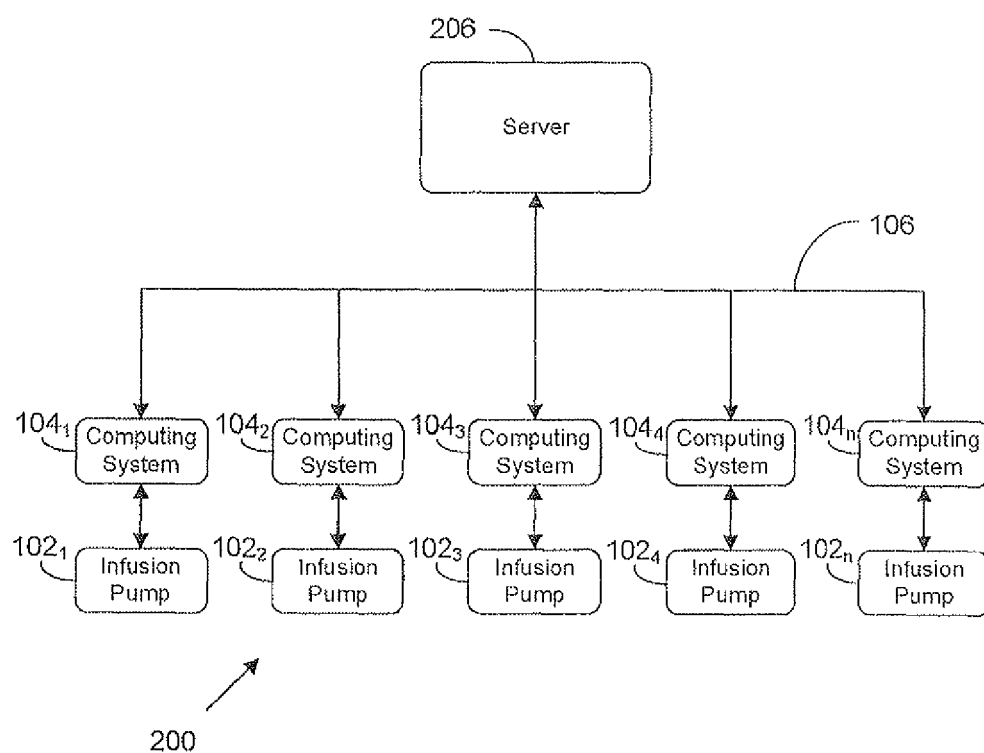 206
Server
106
104₁ Computing System
104₂ Computing System
104₃ Computing System
104₄ Computing System
104ₙ Computing System
102₁ Infusion Pump
102₂ Infusion Pump
102₃ Infusion Pump
102₄ Infusion Pump
102ₙ Infusion Pump
200